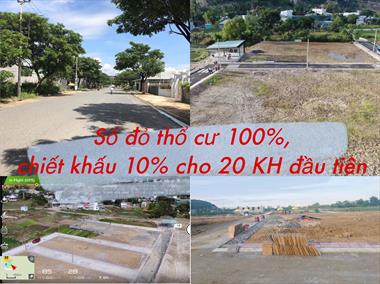 Sổ đỏ thổ cư 100%,
chiết khấu 10% cho 20 KH đầu tiên